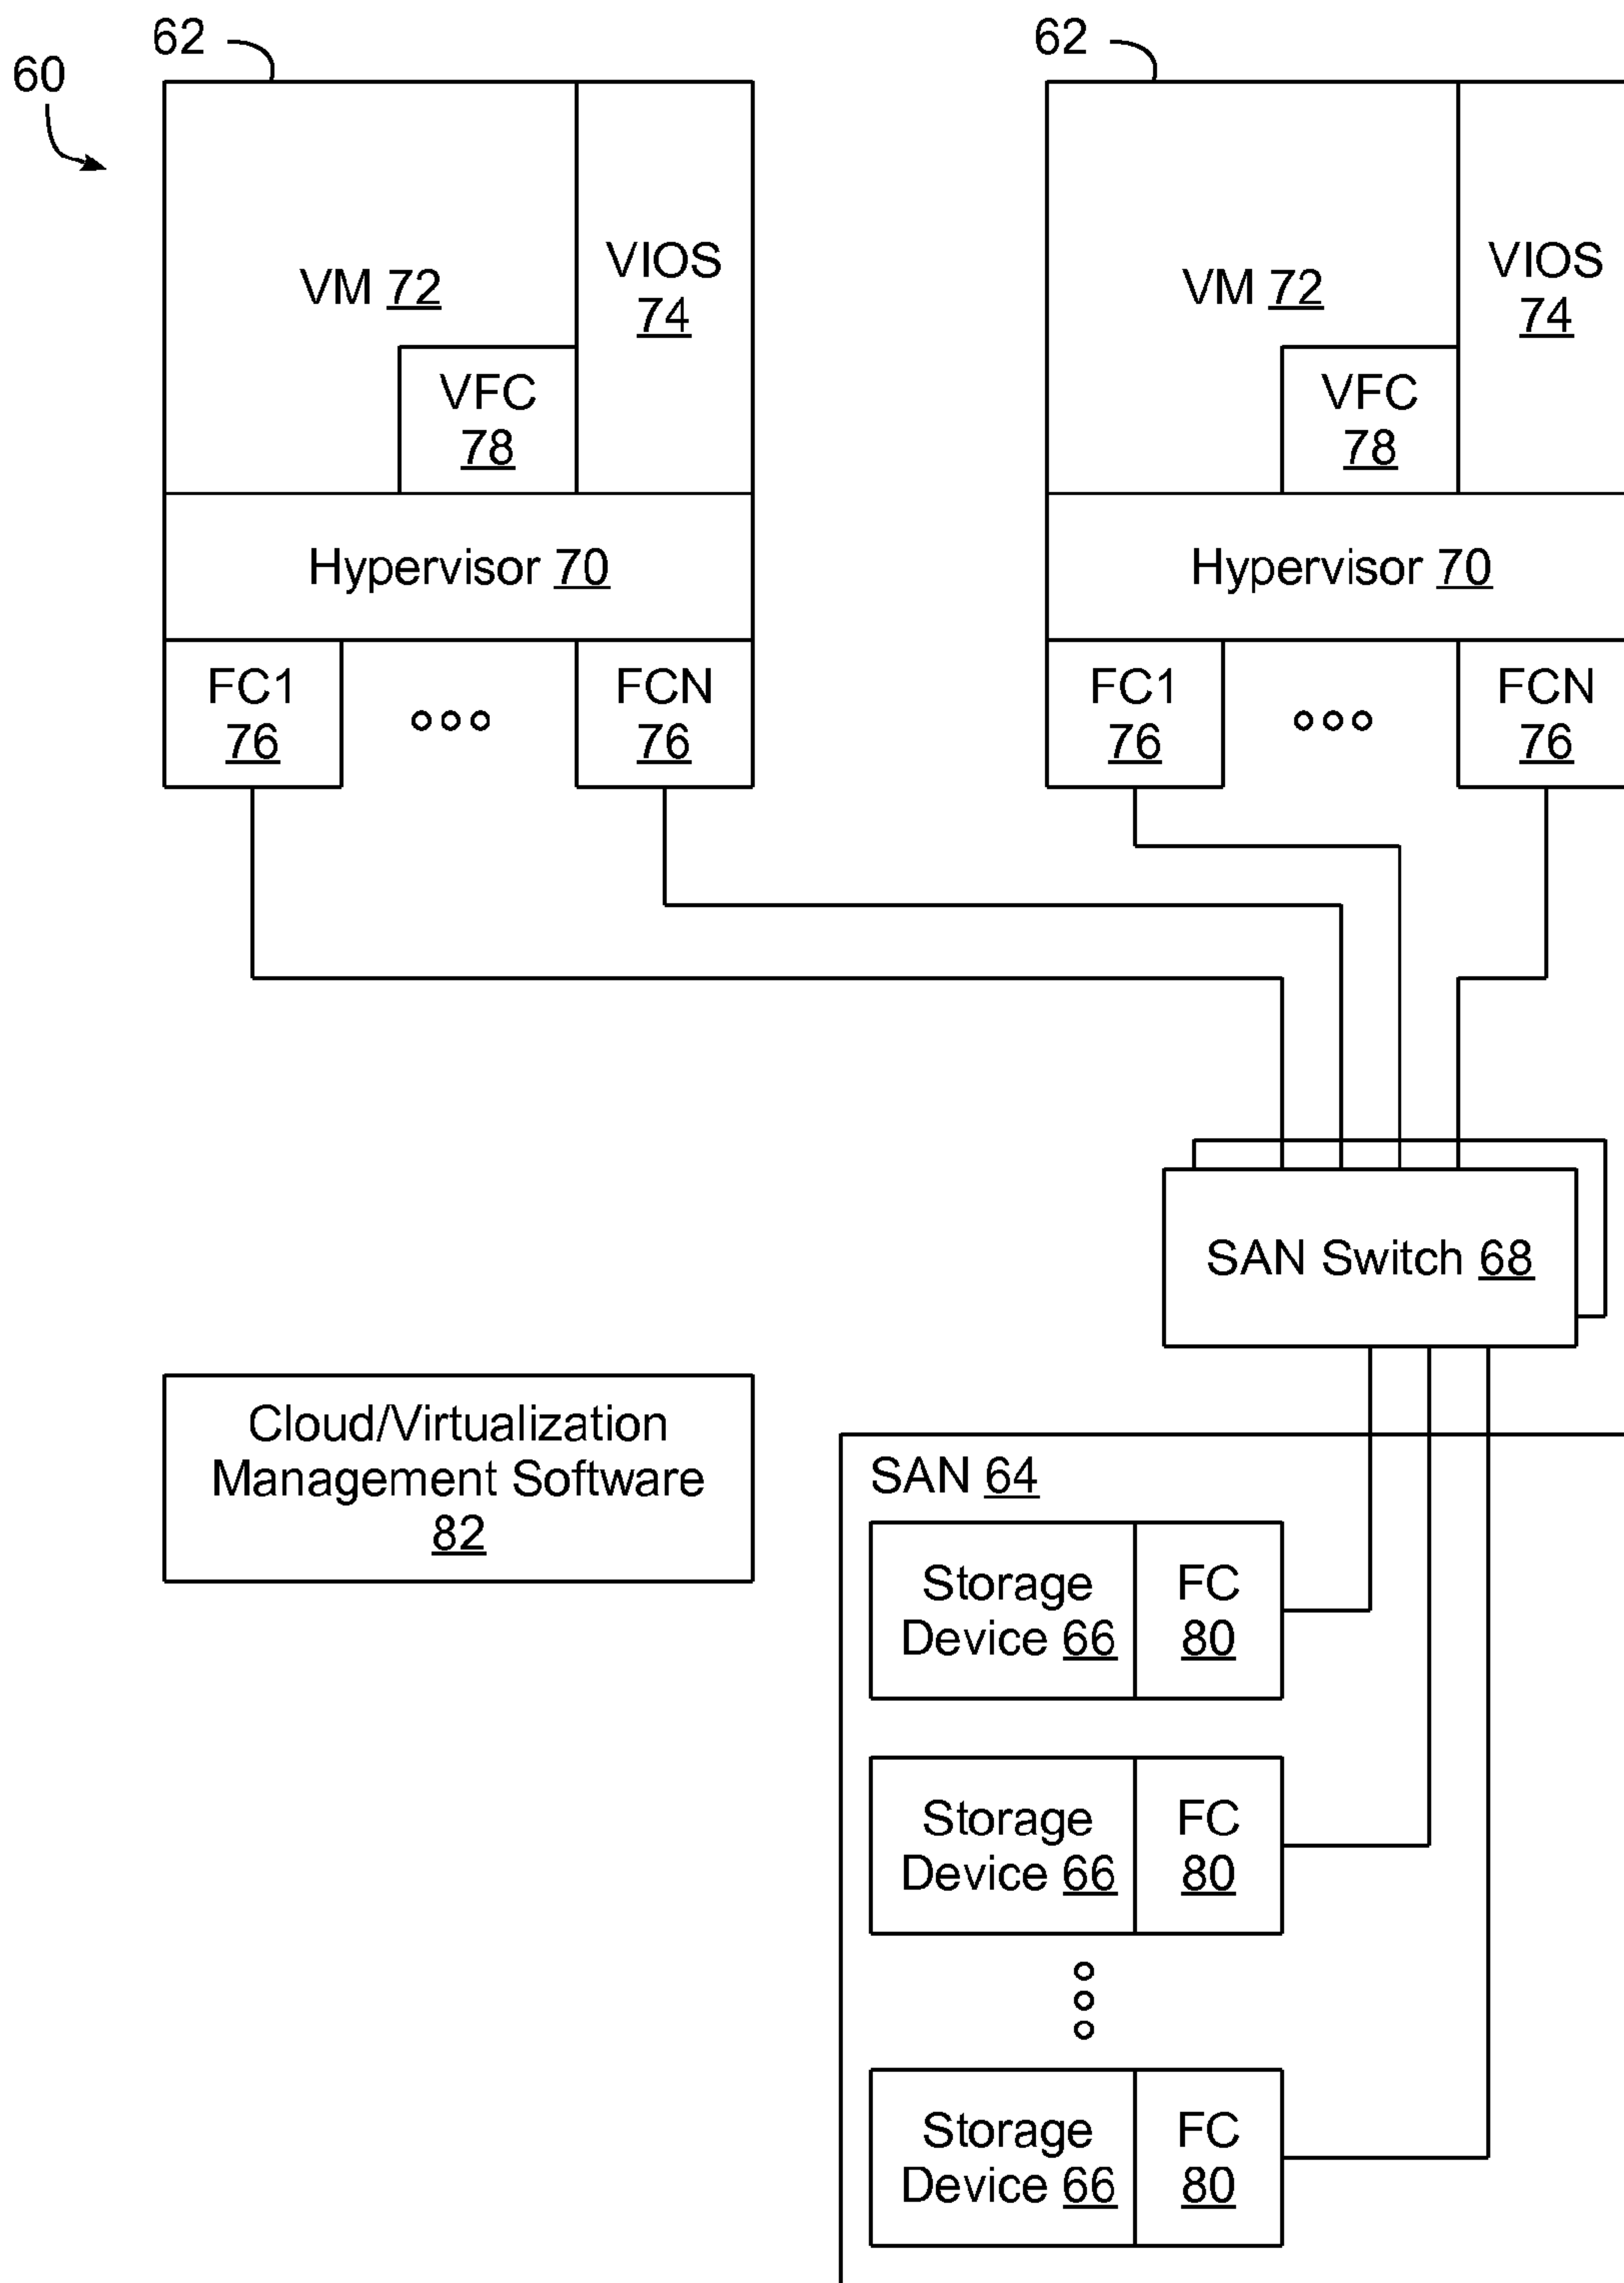 62
62
60
VM 72
VIOS
74
VFC
78
Hypervisor 70
FC1
76
FCN
76
VM 72
VIOS
74
VFC
78
Hypervisor 70
FC1
76
FCN
76
SAN Switch 68
Cloud/Virtualization
Management Software
82
SAN 64
Storage
Device 66
FC
80
Storage
Device 66
FC
80
Storage
Device 66
FC
80